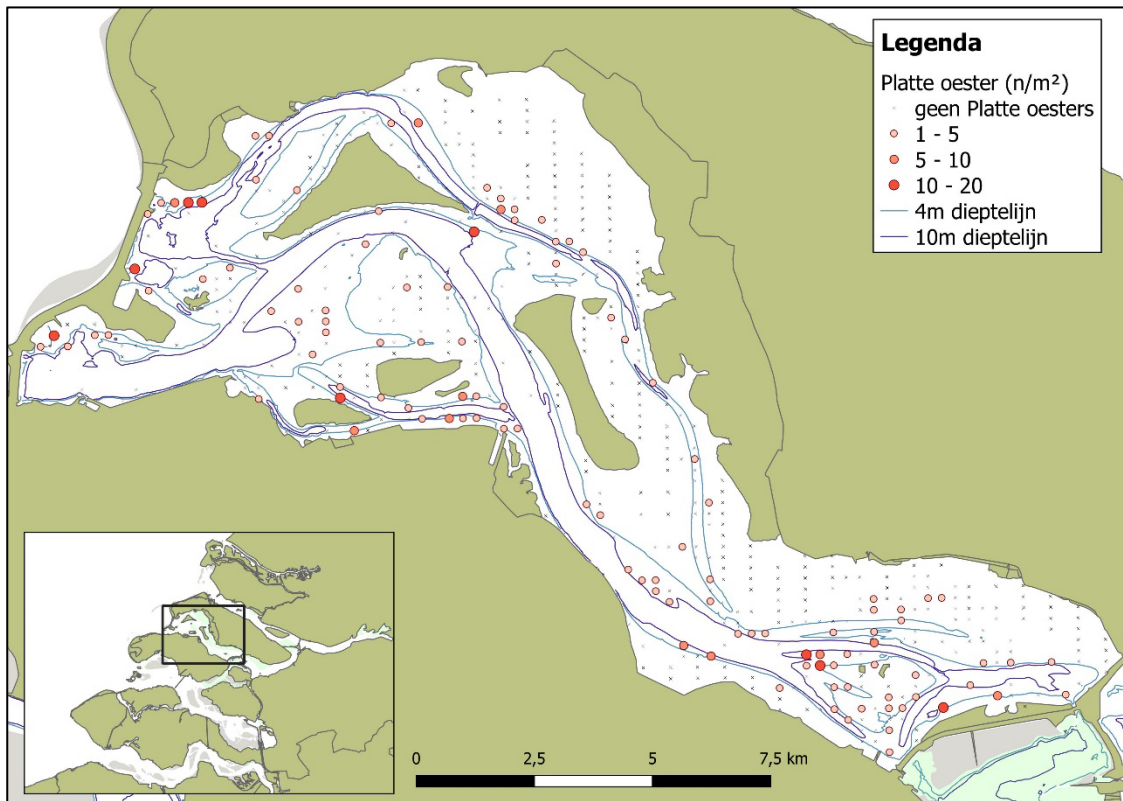 Legenda
Platte oester (n/m²)
geen Platte oesters
1 - 5
5 - 10
10 - 20
4m dieptelijn
10m dieptelijn
0 2,5 5 7,5 km